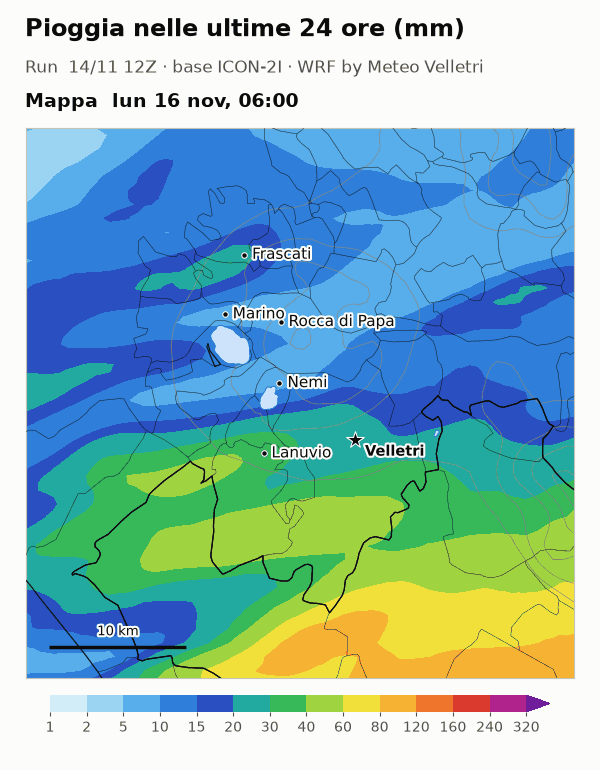 Pioggia nelle ultime 24 ore (mm)
Run  14/11 12Z · base ICON-2I · WRF by Meteo Velletri
Mappa  lun 16 nov, 06:00
Frascati
Marino
Rocca di Papa
Nemi
Velletri
Lanuvio
10 km
1 2 5 10 15 20 30 40 60 80 120 160 240 320